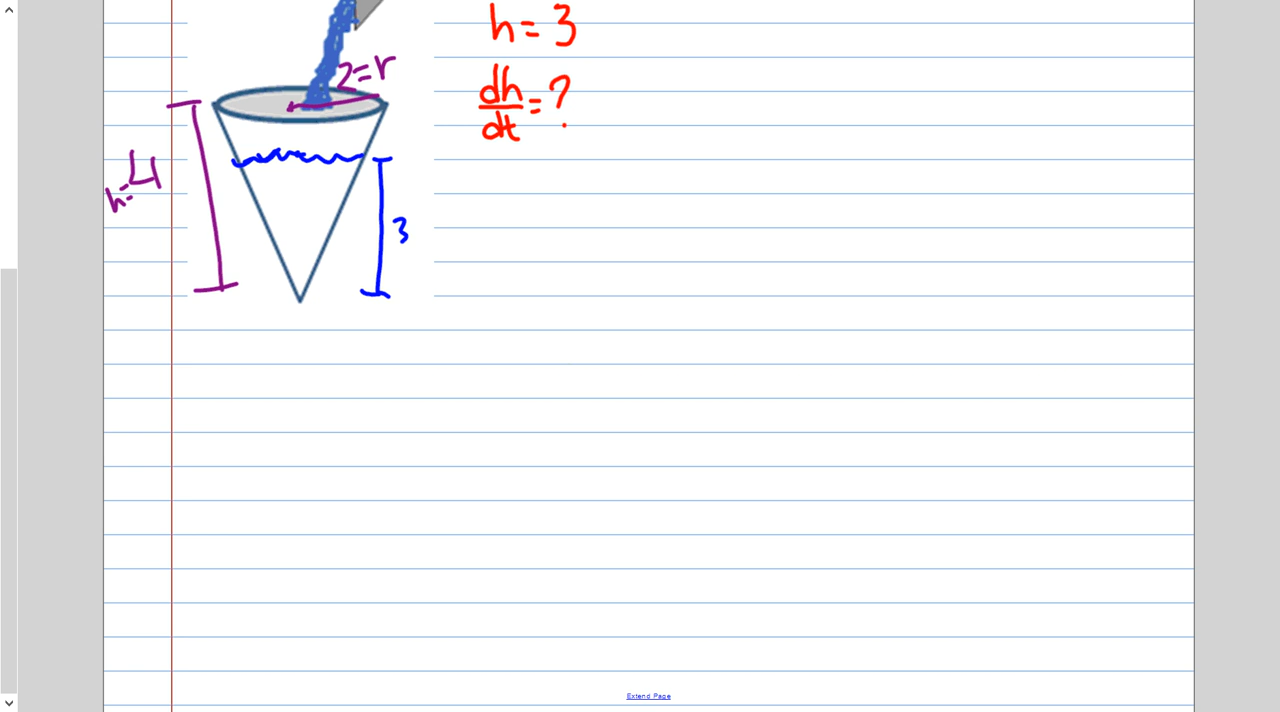 h = 3
2 = r
dh/dt = ?
h = 4
3
Extend Page